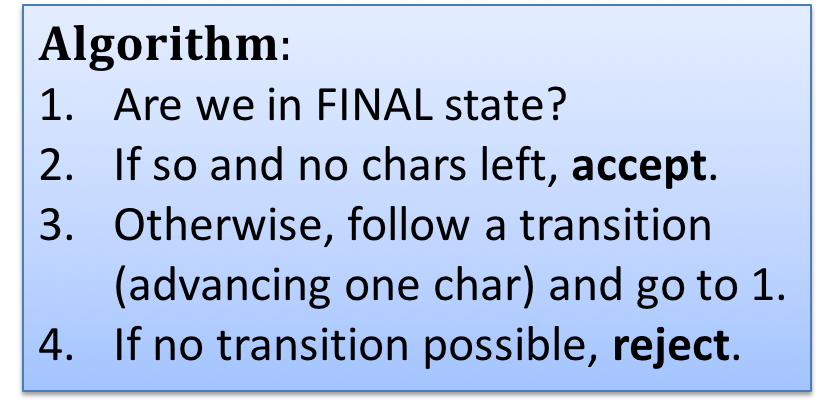 Algorithm:
1. Are we in FINAL state?
2. If so and no chars left, accept.
3. Otherwise, follow a transition
(advancing one char) and go to 1.
4. If no transition possible, reject.